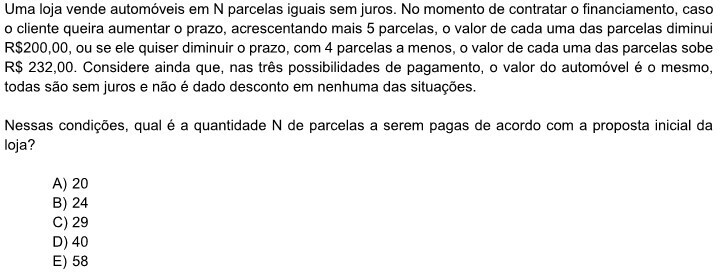 Uma loja vende automóveis em N parcelas iguais sem juros. No momento de contratar o financiamento, caso
o cliente queira aumentar o prazo, acrescentando mais 5 parcelas, o valor de cada uma das parcelas diminui
R$200,00, ou se ele quiser diminuir o prazo, com 4 parcelas a menos, o valor de cada uma das parcelas sobe
R$ 232,00. Considere ainda que, nas três possibilidades de pagamento, o valor do automóvel é o mesmo,
todas são sem juros e não é dado desconto em nenhuma das situações.
Nessas condições, qual é a quantidade N de parcelas a serem pagas de acordo com a proposta inicial da
loja?
A) 20
B) 24
C) 29
D) 40
E) 58